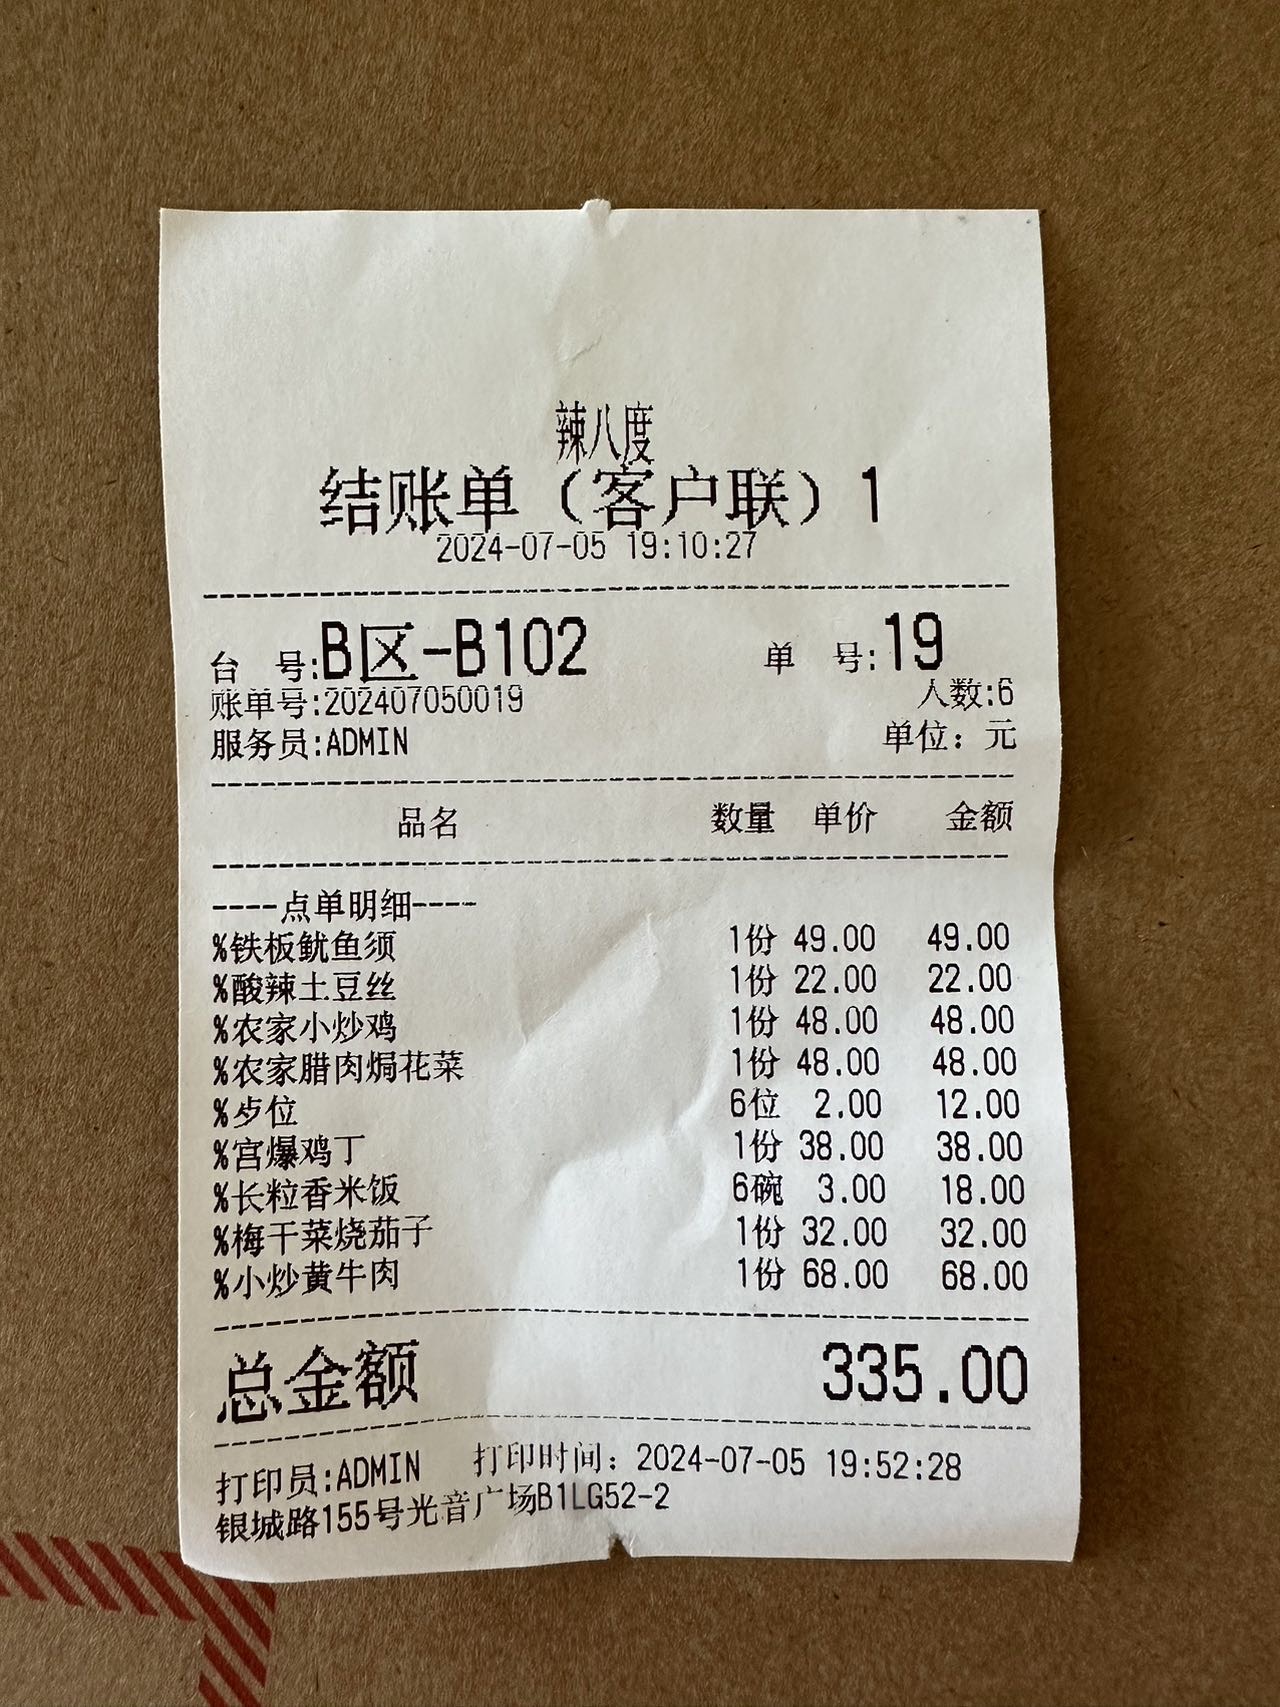 辣八度
结账单（客户联）1
2024-07-05 19:10:27
台 号:B区-B102 单 号:19
账单号:202407050019 人数:6
服务员:ADMIN 单位：元
品名 数量 单价 金额
----点单明细----
%铁板鱿鱼须 1份 49.00 49.00
%酸辣土豆丝 1份 22.00 22.00
%农家小炒鸡 1份 48.00 48.00
%农家腊肉焗花菜 1份 48.00 48.00
%歺位 6位 2.00 12.00
%宫爆鸡丁 1份 38.00 38.00
%长粒香米饭 6碗 3.00 18.00
%梅干菜烧茄子 1份 32.00 32.00
%小炒黄牛肉 1份 68.00 68.00
总金额 335.00
打印员:ADMIN 打印时间：2024-07-05 19:52:28
银城路155号光音广场B1LG52-2